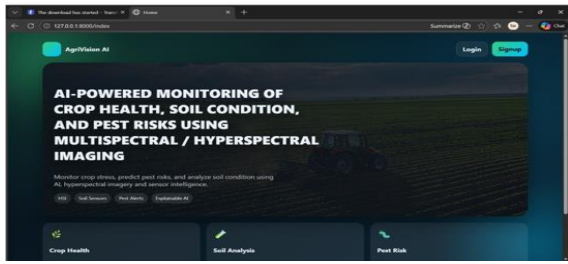 The download has started - Team
Home
127.0.0.1:9000/index
Summarize
Chat
AgriVision AI
Login
Signup
AI-POWERED MONITORING OF
CROP HEALTH, SOIL CONDITION,
AND PEST RISKS USING
MULTISPECTRAL / HYPERSPECTRAL
IMAGING
Monitor crop stress, predict pest risks, and analyze soil condition using
AI, hyperspectral imagery and sensor intelligence.
HSI
Soil Sensors
Pest Alerts
Explainable AI
Crop Health
Soil Analysis
Pest Risk